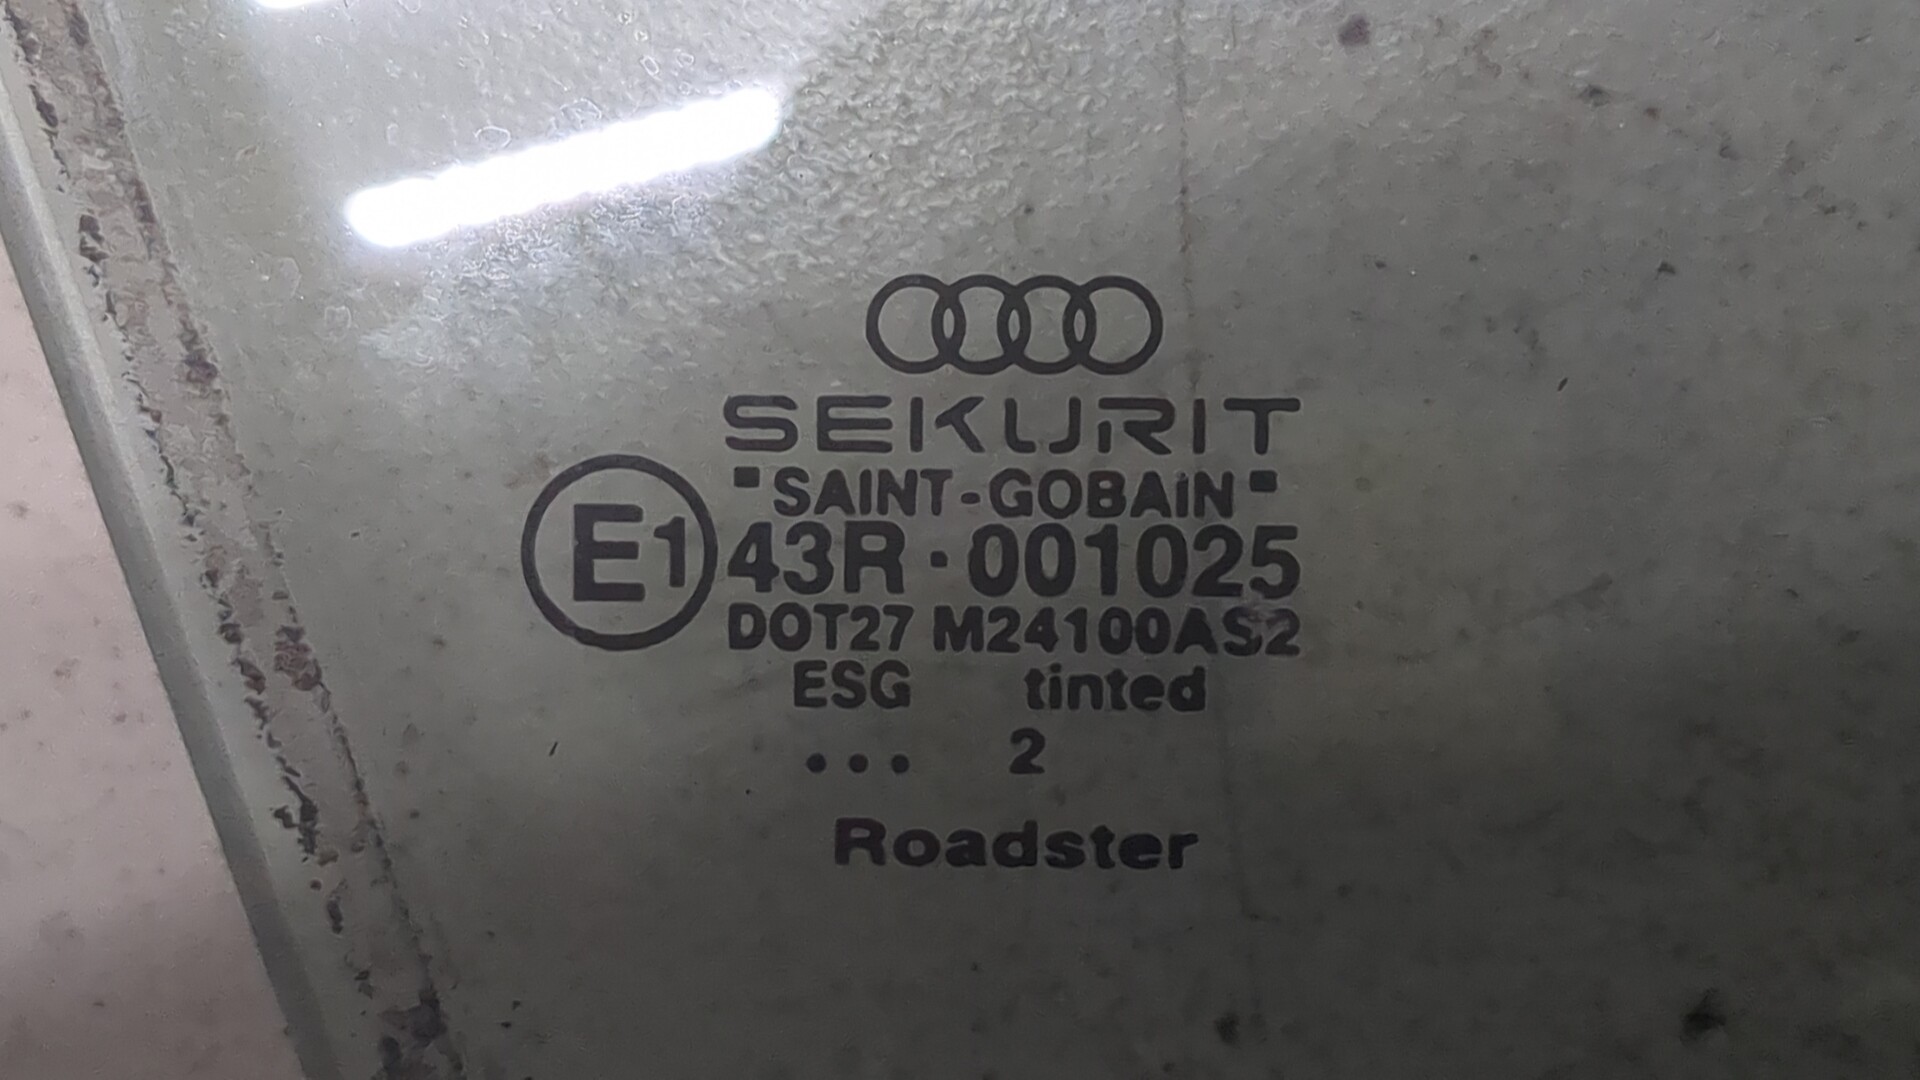 SEKURIT
"SAINT-GOBAIN"
E1 43R·001025
DOT27 M24100AS2
ESG tinted
... 2
Roadster